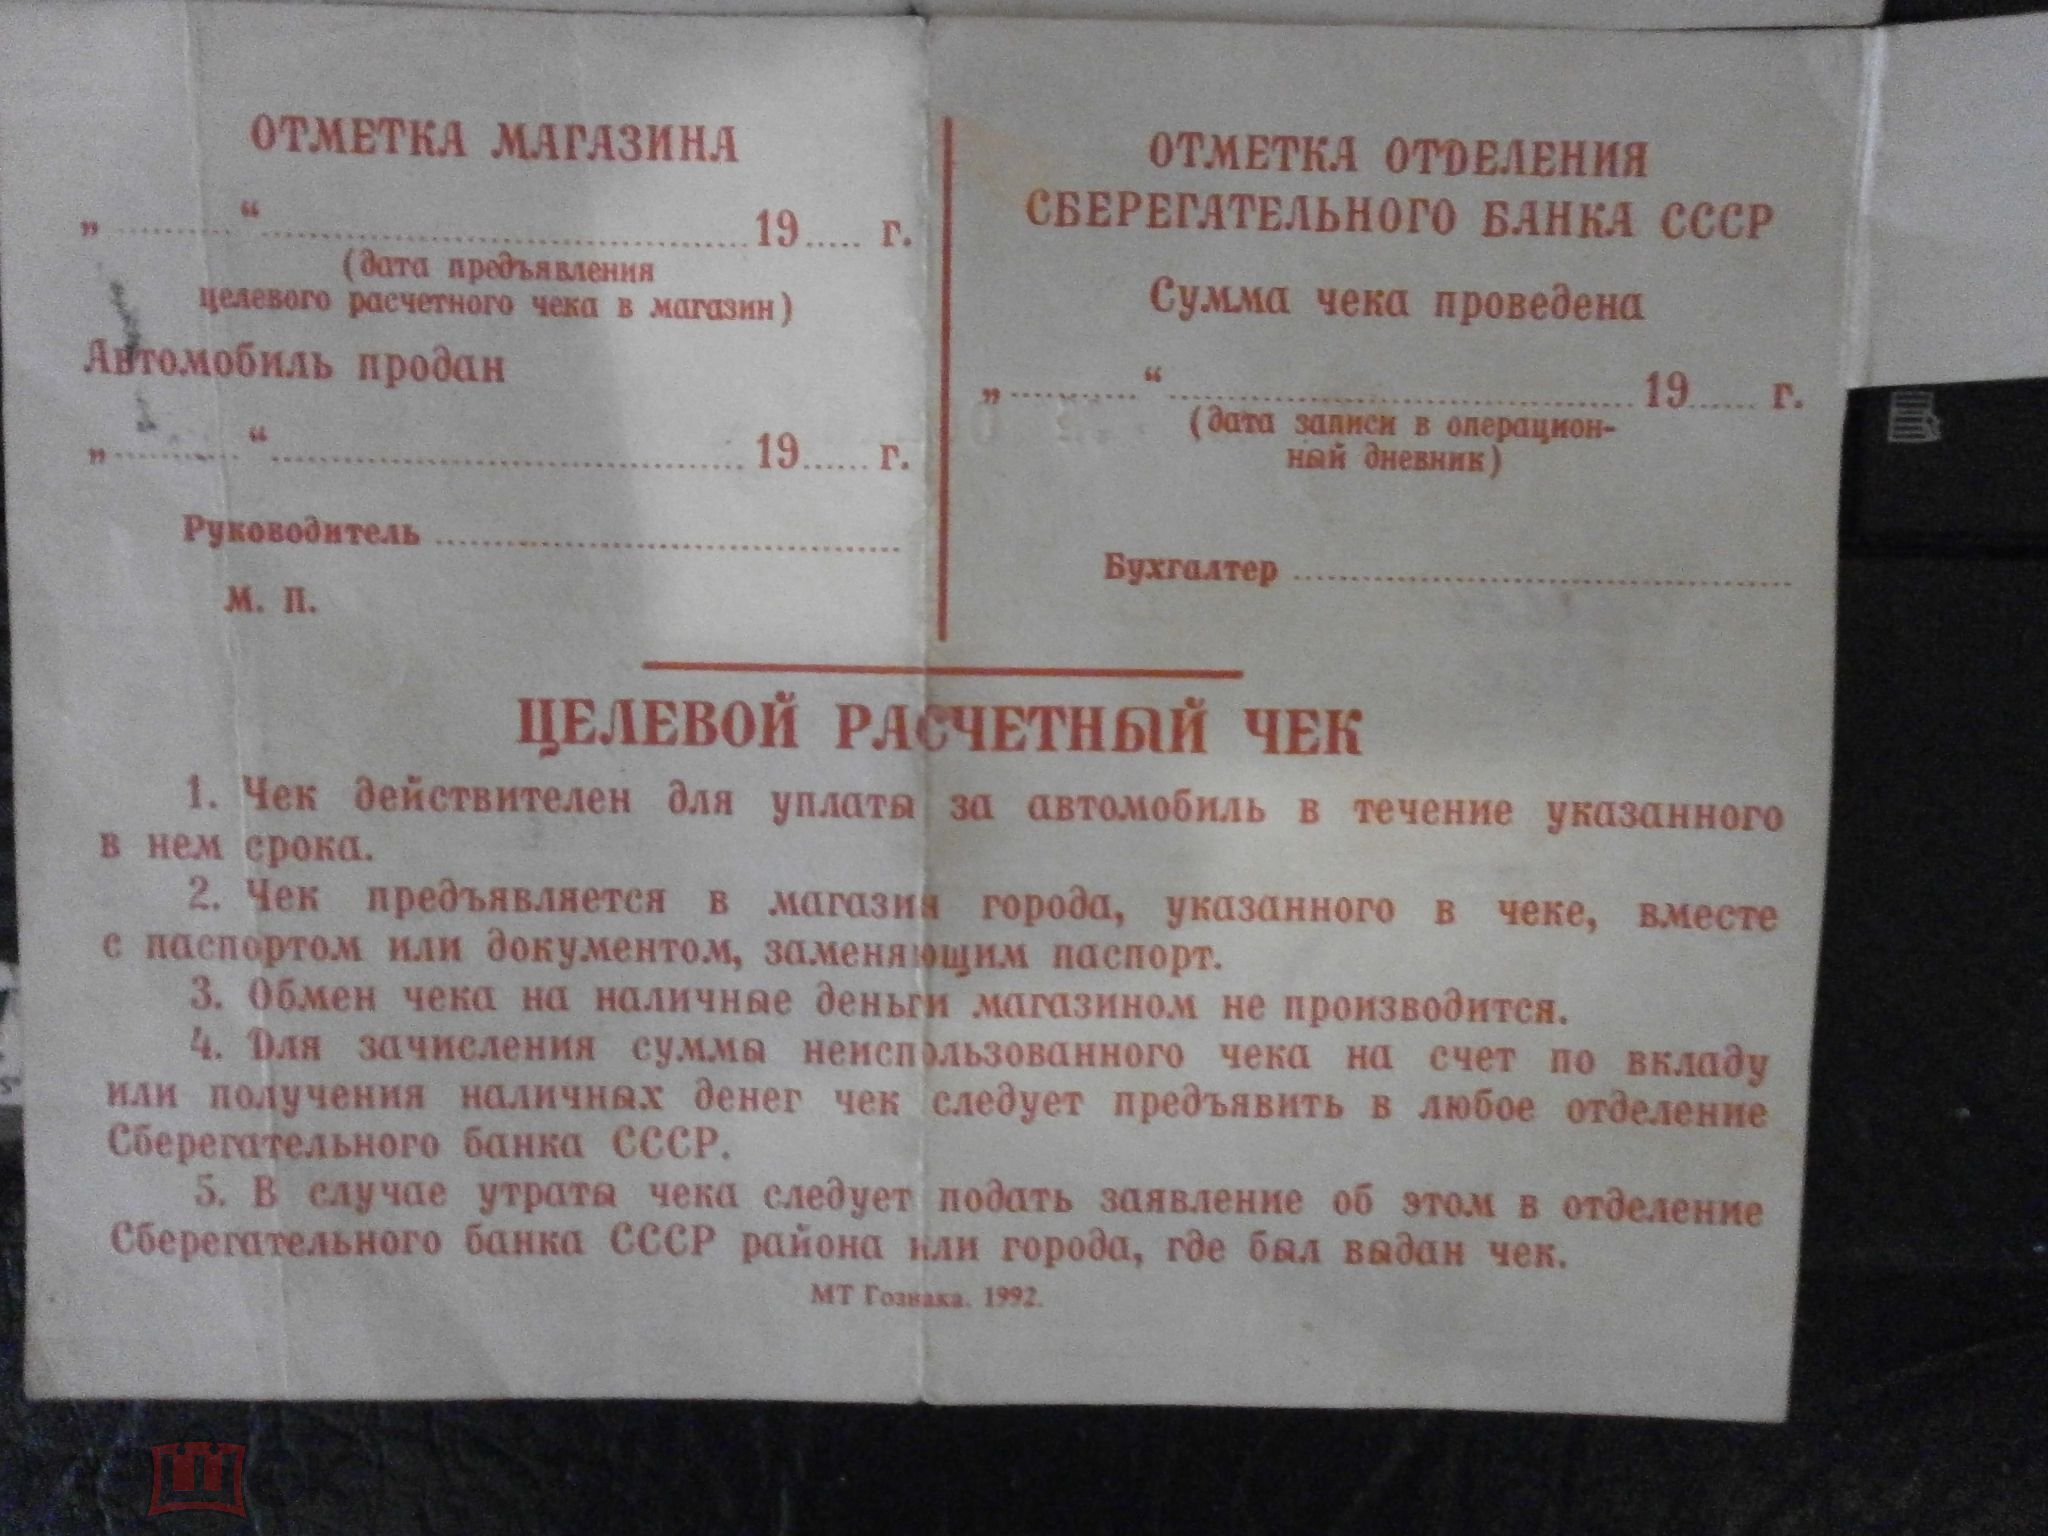 ОТМЕТКА МАГАЗИНА
„..........“.................................... 19..... г.
(дата предъявления
целевого расчетного чека в магазин)
Автомобиль продан
„..........“.................................... 19...... г.
Руководитель ....................................
М. П.
ОТМЕТКА ОТДЕЛЕНИЯ
СБЕРЕГАТЕЛЬНОГО БАНКА СССР
Сумма чека проведена
„..........“.................................... 19...... г.
(дата записи в операцион-
ный дневник)
Бухгалтер ....................................
ЦЕЛЕВОЙ РАСЧЕТНЫЙ ЧЕК
1. Чек действителен для уплаты за автомобиль в течение указанного
в нем срока.
2. Чек предъявляется в магазин города, указанного в чеке, вместе
с паспортом или документом, заменяющим паспорт.
3. Обмен чека на наличные деньги магазином не производится.
4. Для зачисления суммы неиспользованного чека на счет по вкладу
или получения наличных денег чек следует предъявить в любое отделение
Сберегательного банка СССР.
5. В случае утраты чека следует подать заявление об этом в отделение
Сберегательного банка СССР района или города, где был выдан чек.
МТ Гознака. 1992.